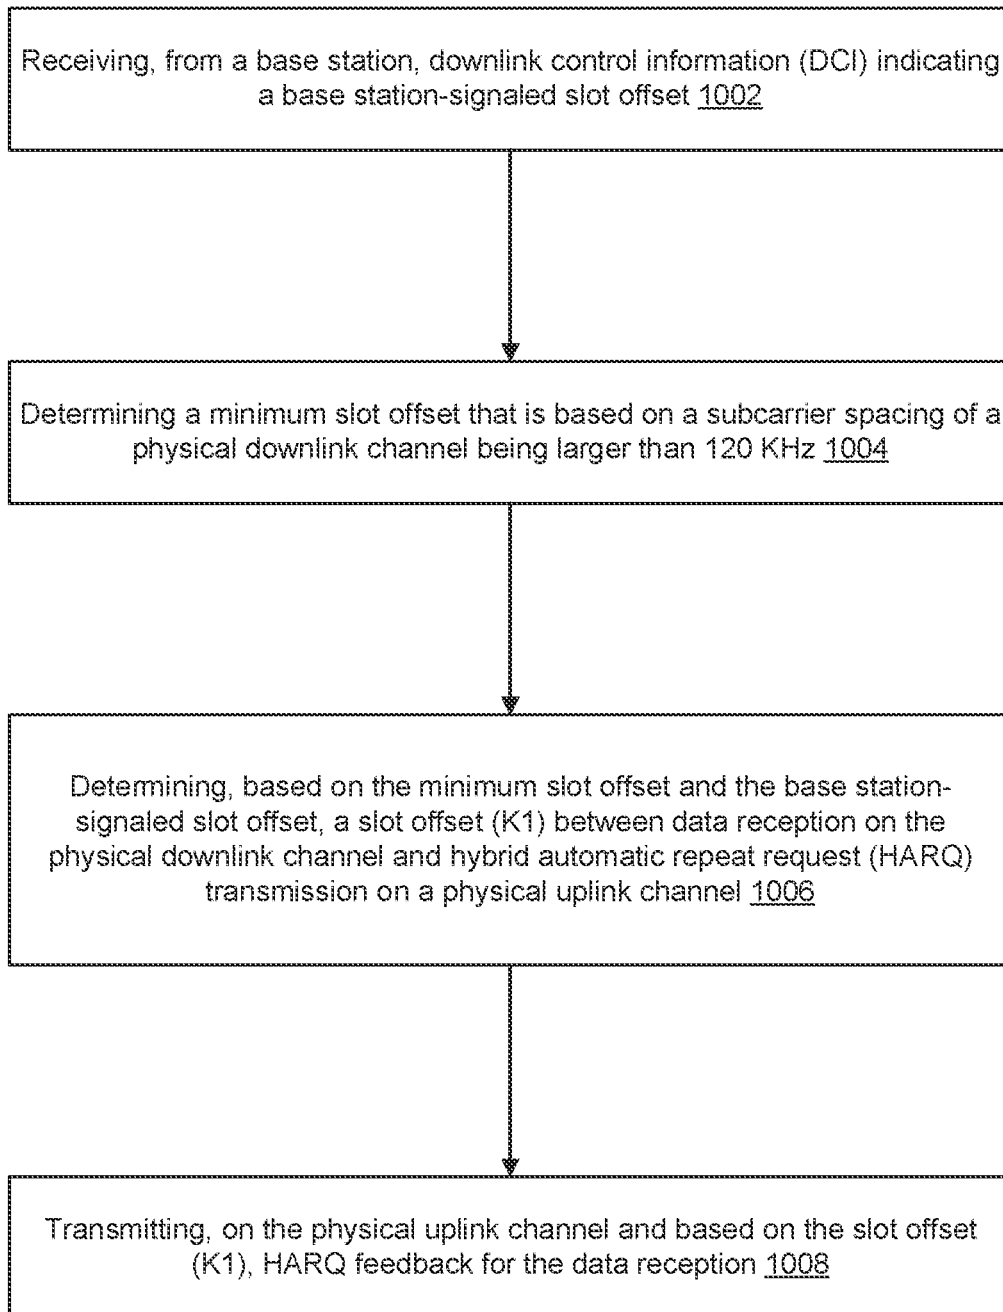 Receiving, from a base station, downlink control information (DCI) indicating
a base station-signaled slot offset 1002
Determining a minimum slot offset that is based on a subcarrier spacing of a
physical downlink channel being larger than 120 KHz 1004
Determining, based on the minimum slot offset and the base station-
signaled slot offset, a slot offset (K1) between data reception on the
physical downlink channel and hybrid automatic repeat request (HARQ)
transmission on a physical uplink channel 1006
Transmitting, on the physical uplink channel and based on the slot offset
(K1), HARQ feedback for the data reception 1008